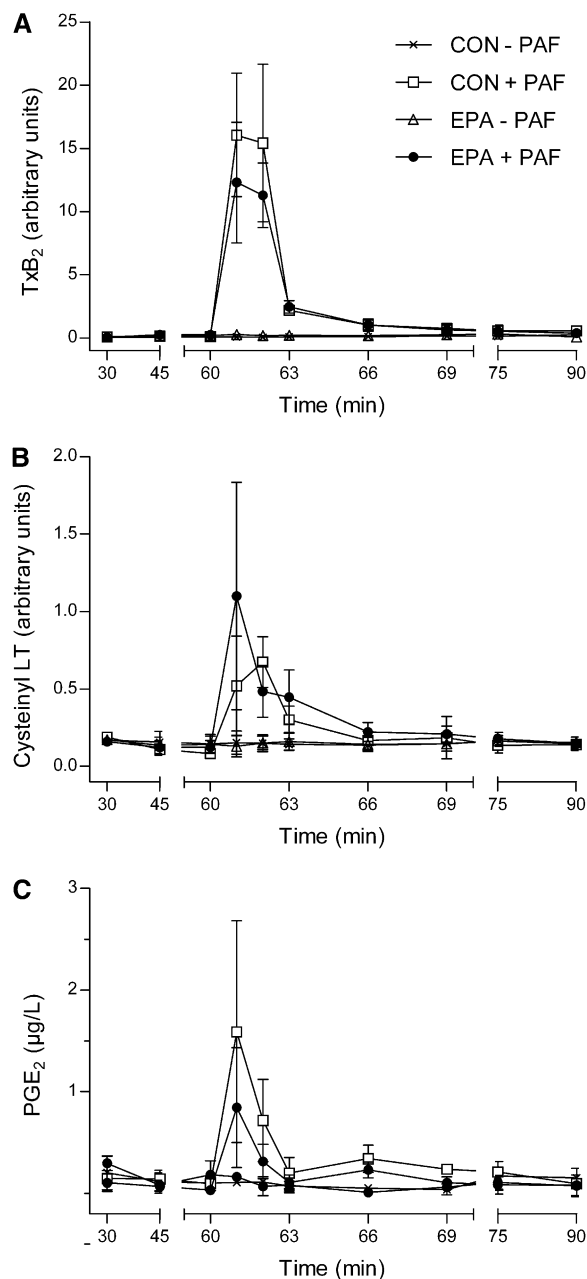 A
CON - PAF
CON + PAF
EPA - PAF
EPA + PAF
TxB2 (arbitrary units)
25
20
15
10
5
0
30 45 60 63 66 69 75 90
Time (min)
B
Cysteinyl LT (arbitrary units)
2.0
1.5
1.0
0.5
0.0
30 45 60 63 66 69 75 90
Time (min)
C
PGE2 (µg/L)
3
2
1
30 45 60 63 66 69 75 90
Time (min)